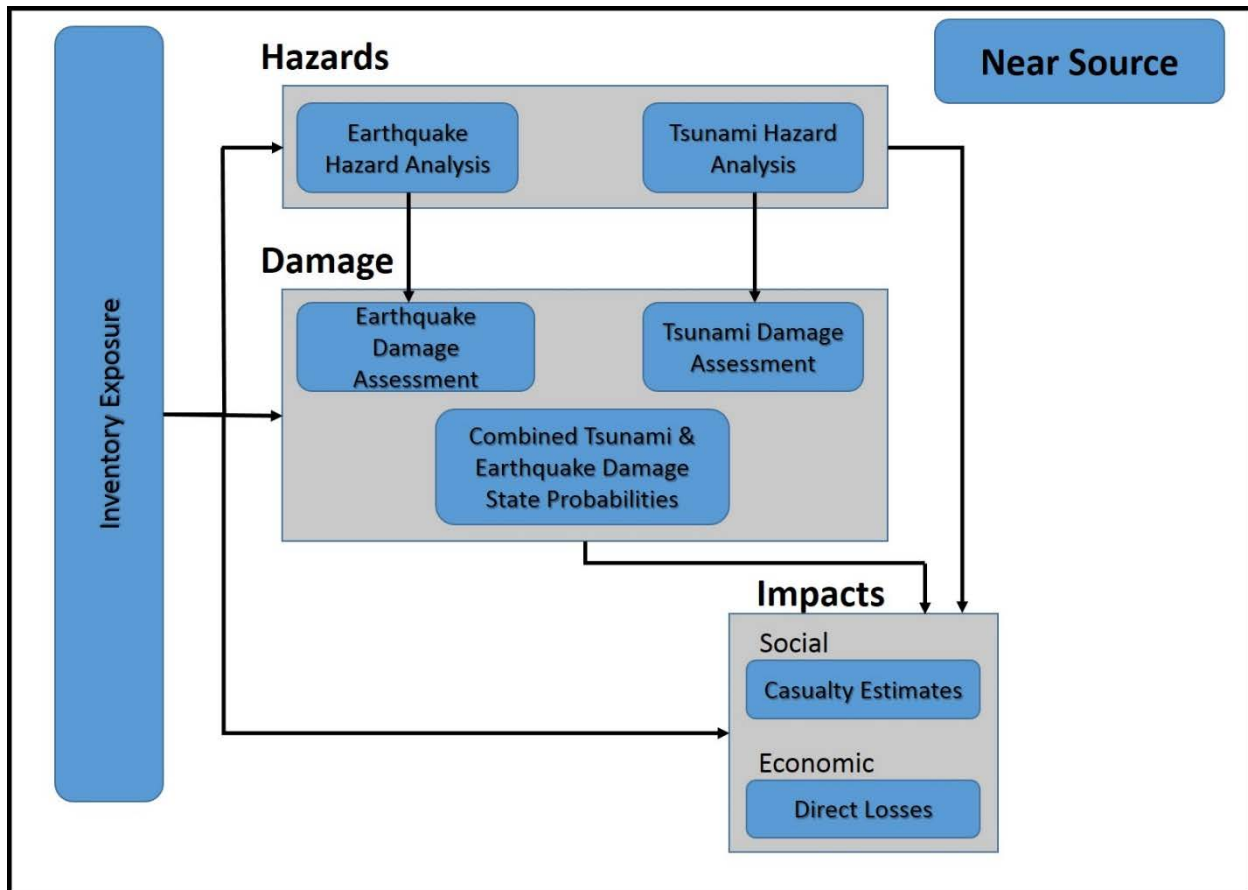 Near Source
Inventory Exposure
Hazards
Earthquake
Hazard Analysis
Tsunami Hazard
Analysis
Damage
Earthquake
Damage
Assessment
Tsunami Damage
Assessment
Combined Tsunami &
Earthquake Damage
State Probabilities
Impacts
Social
Casualty Estimates
Economic
Direct Losses